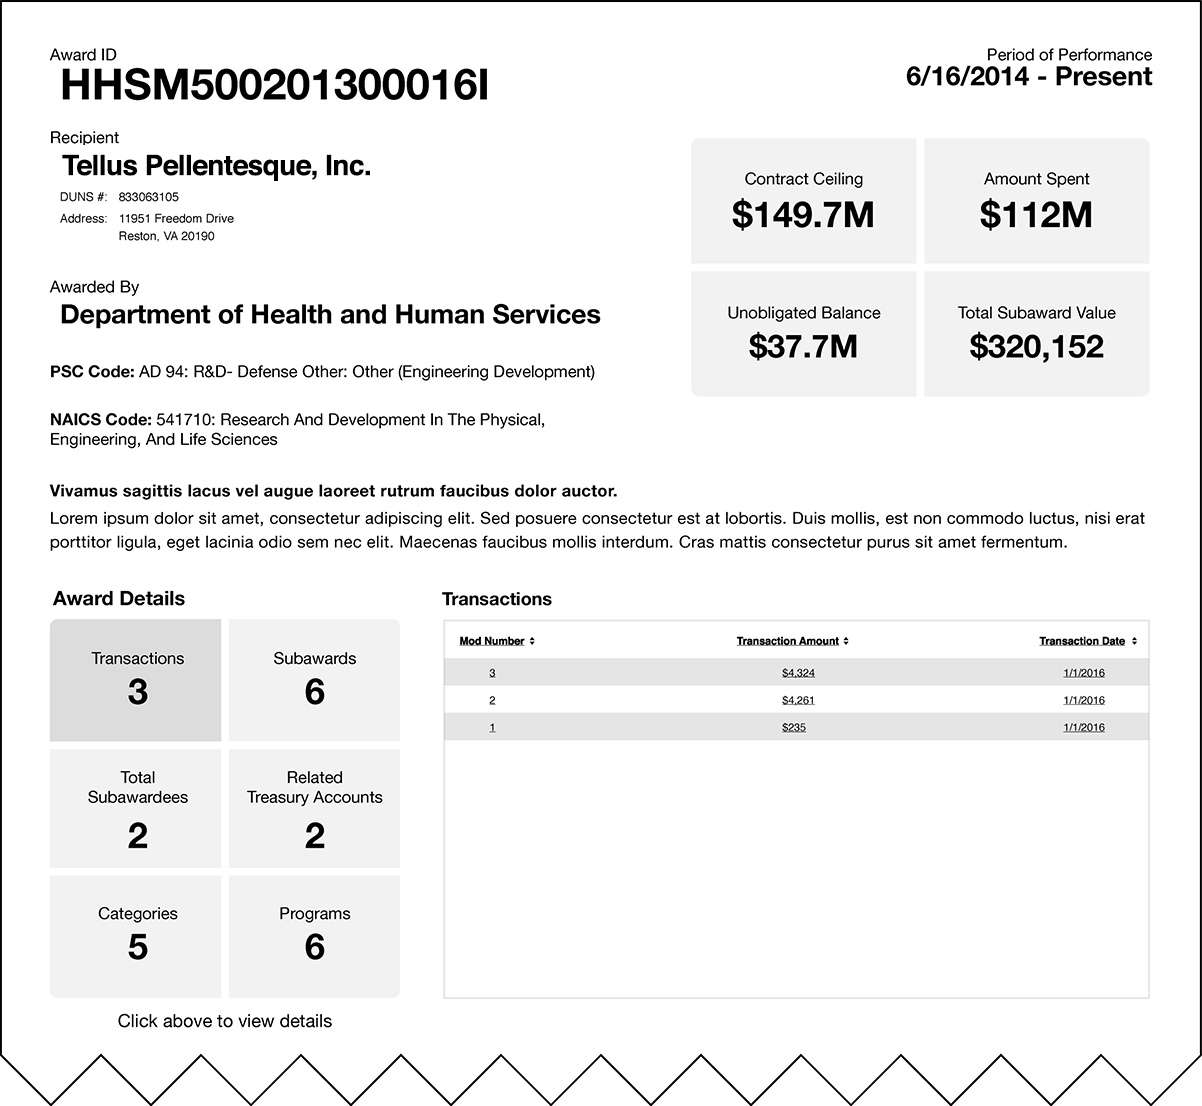 Award ID
HHSM500201300016I
Period of Performance
6/16/2014 - Present
Recipient
Tellus Pellentesque, Inc.
DUNS #: 833063105
Address: 11951 Freedom Drive
Reston, VA 20190
Contract Ceiling
$149.7M
Amount Spent
$112M
Unobligated Balance
$37.7M
Total Subaward Value
$320,152
Awarded By
Department of Health and Human Services
PSC Code: AD 94: R&D- Defense Other: Other (Engineering Development)
NAICS Code: 541710: Research And Development In The Physical,
Engineering, And Life Sciences
Vivamus sagittis lacus vel augue laoreet rutrum faucibus dolor auctor.
Lorem ipsum dolor sit amet, consectetur adipiscing elit. Sed posuere consectetur est at lobortis. Duis mollis, est non commodo luctus, nisi erat
porttitor ligula, eget lacinia odio sem nec elit. Maecenas faucibus mollis interdum. Cras mattis consectetur purus sit amet fermentum.
Award Details
Transactions
3
Subawards
6
Total
Subawardees
2
Related
Treasury Accounts
2
Categories
5
Programs
6
Click above to view details
Transactions
Mod Number Transaction Amount Transaction Date
3 $4,324 1/1/2016
2 $4,261 1/1/2016
1 $235 1/1/2016